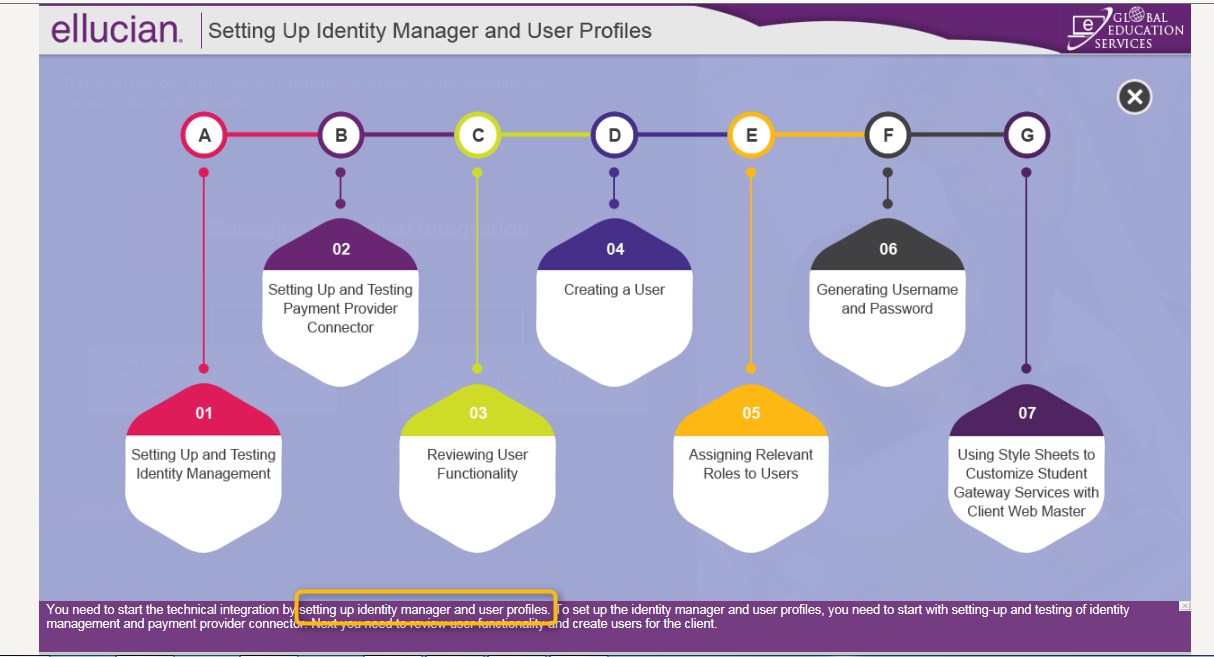 ellucian.
Setting Up Identity Manager and User Profiles
e
GLOBAL
EDUCATION
SERVICES
A
B
C
D
E
F
G
02
Setting Up and Testing
Payment Provider
Connector
04
Creating a User
06
Generating Username
and Password
01
Setting Up and Testing
Identity Management
03
Reviewing User
Functionality
05
Assigning Relevant
Roles to Users
07
Using Style Sheets to
Customize Student
Gateway Services with
Client Web Master
You need to start the technical integration by setting up identity manager and user profiles. To set up the identity manager and user profiles, you need to start with setting-up and testing of identity
management and payment provider connector. Next you need to review user functionality and create users for the client.